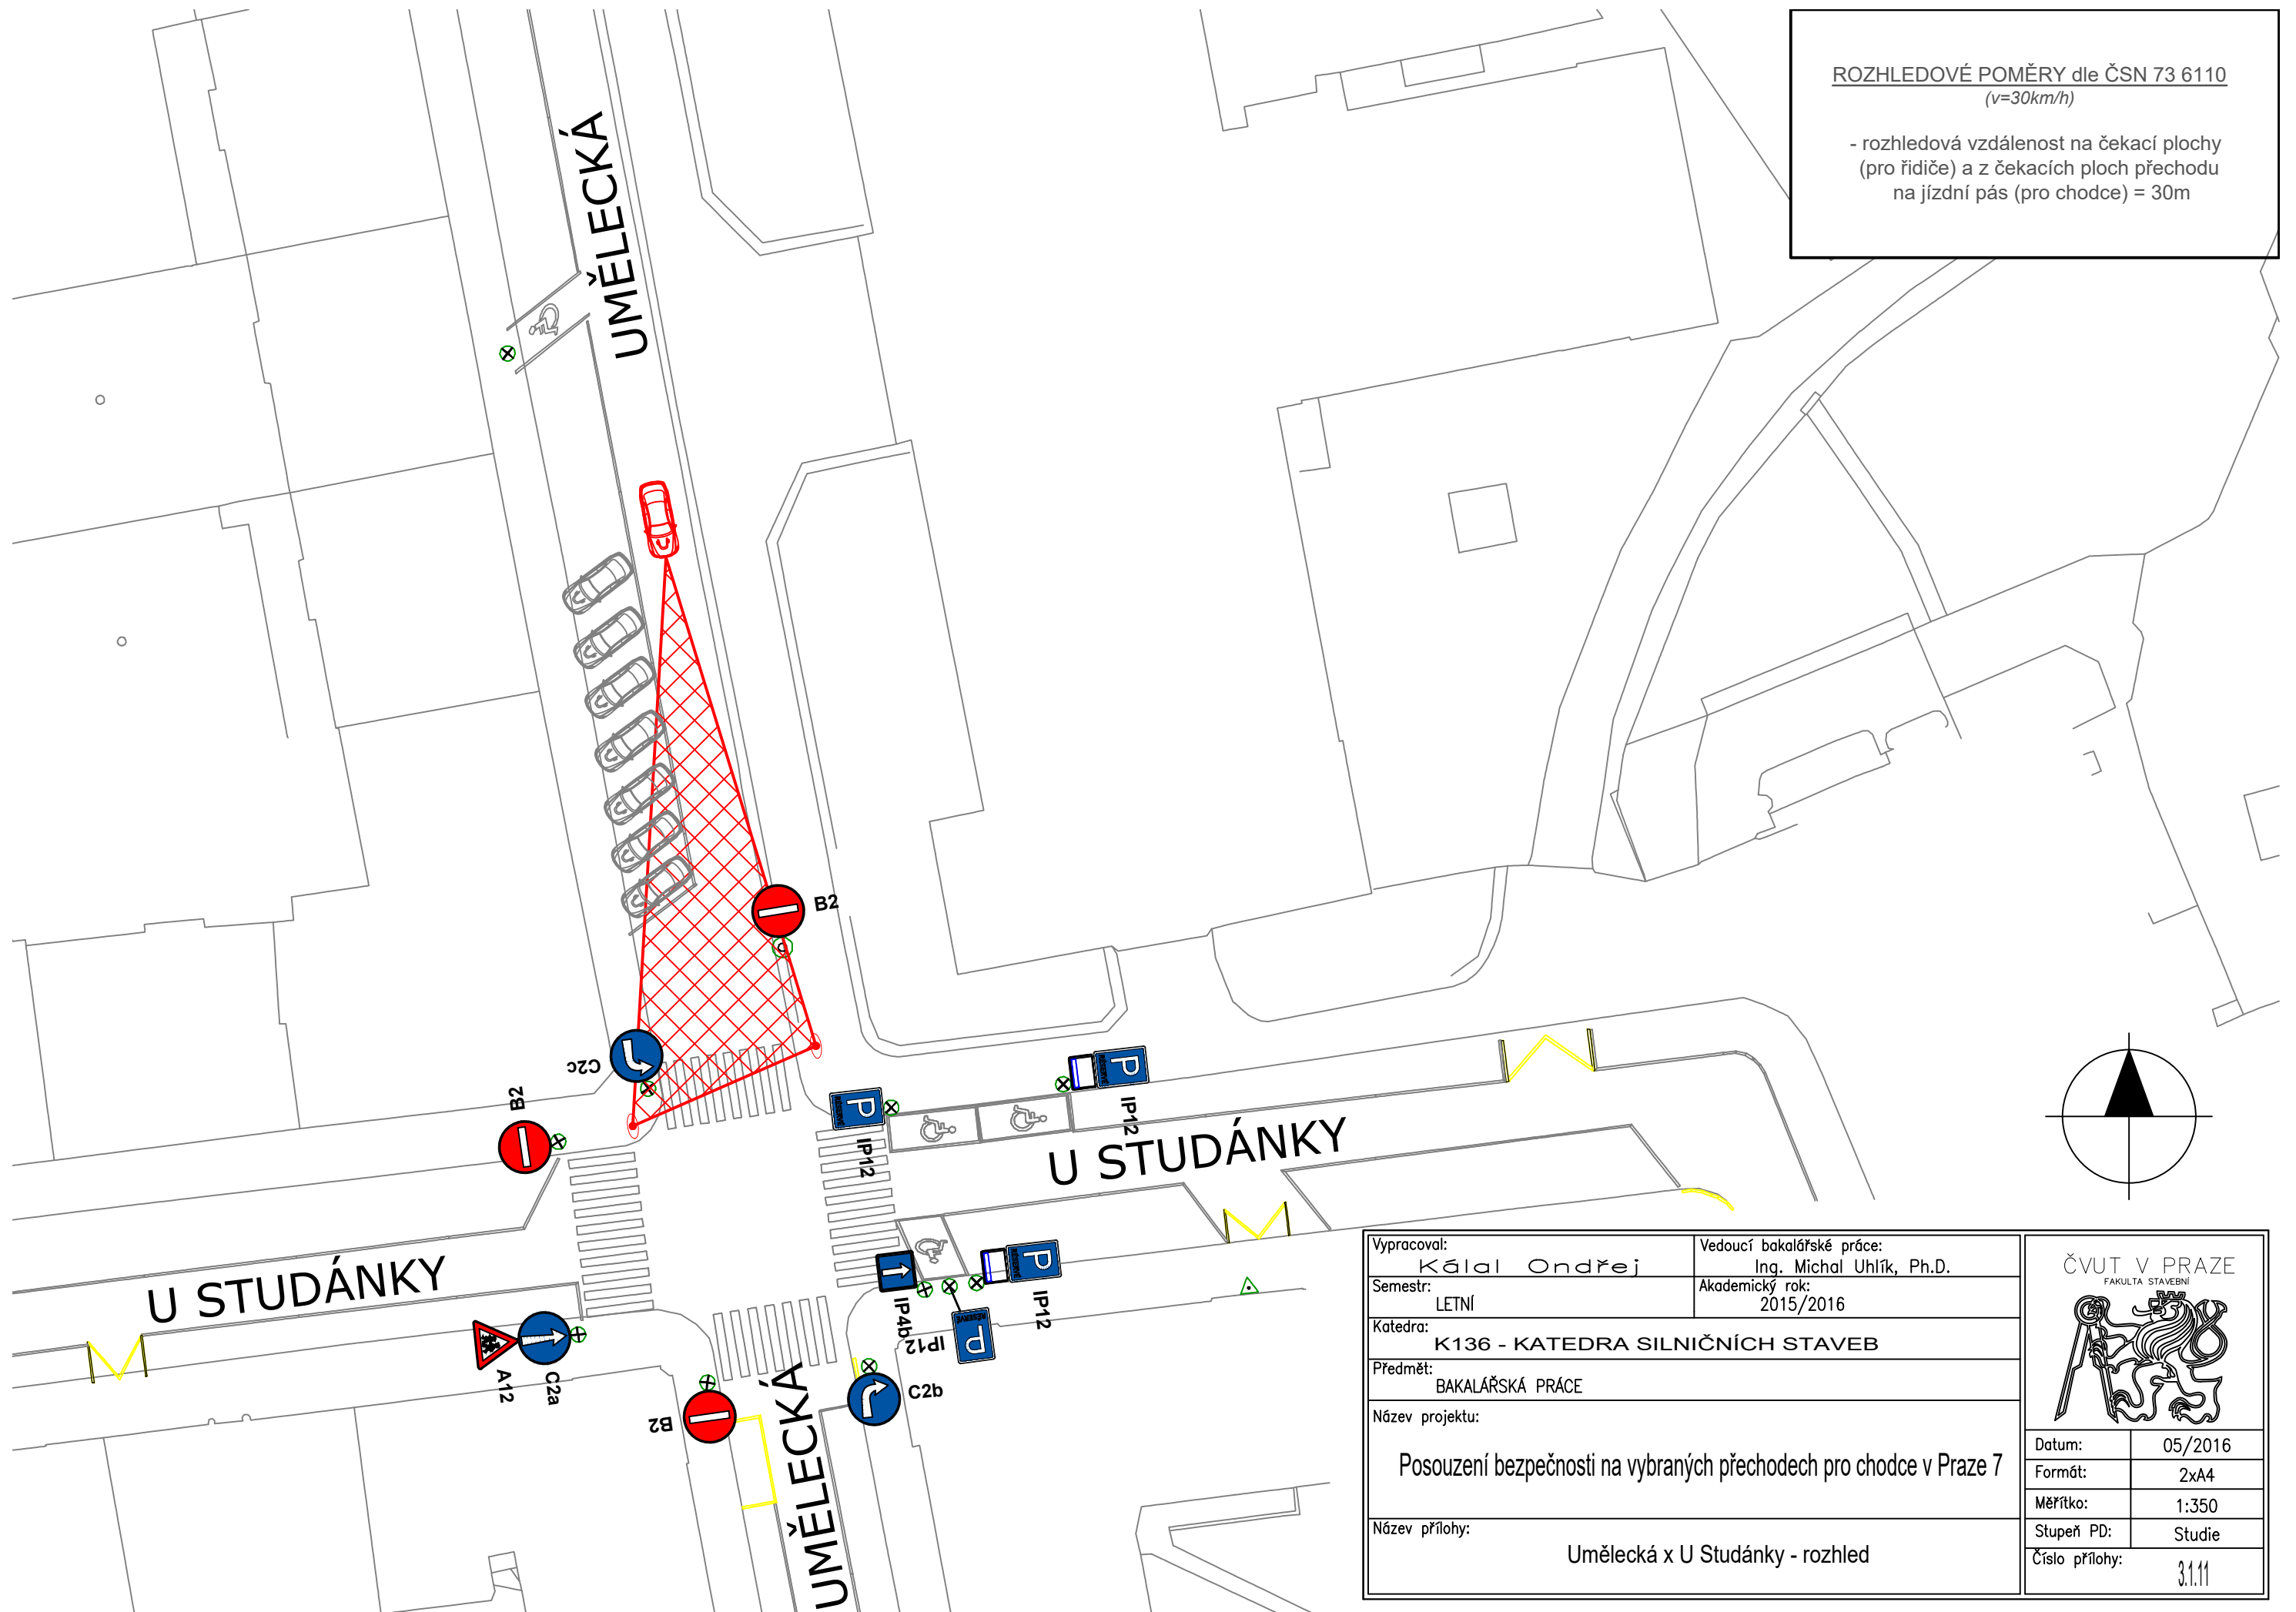 ROZHLEDOVÉ POMĚRY dle ČSN 73 6110
(v=30km/h)
- rozhledová vzdálenost na čekací plochy
(pro řidiče) a z čekacích ploch přechodu
na jízdní pás (pro chodce) = 30m
UMĚLECKÁ
B2
C2c
B2
P
RÉSERVÉ
IP12
P
RÉSERVÉ
IP12
U STUDÁNKY
U STUDÁNKY
IP4b
P
RÉSERVÉ
IP12
P
RÉSERVÉ
IP12
A12
C2a
B2
C2b
UMĚLECKÁ
Vypracoval:
Kálal Ondřej
Vedoucí bakalářské práce:
Ing. Michal Uhlík, Ph.D.
Semestr:
LETNÍ
Akademický rok:
2015/2016
Katedra:
K136 - KATEDRA SILNIČNÍCH STAVEB
Předmět:
BAKALÁŘSKÁ PRÁCE
Název projektu:
Posouzení bezpečnosti na vybraných přechodech pro chodce v Praze 7
Název přílohy:
Umělecká x U Studánky - rozhled
ČVUT V PRAZE
FAKULTA STAVEBNÍ
Datum:
05/2016
Formát:
2xA4
Měřítko:
1:350
Stupeň PD:
Studie
Číslo přílohy:
3.1.11